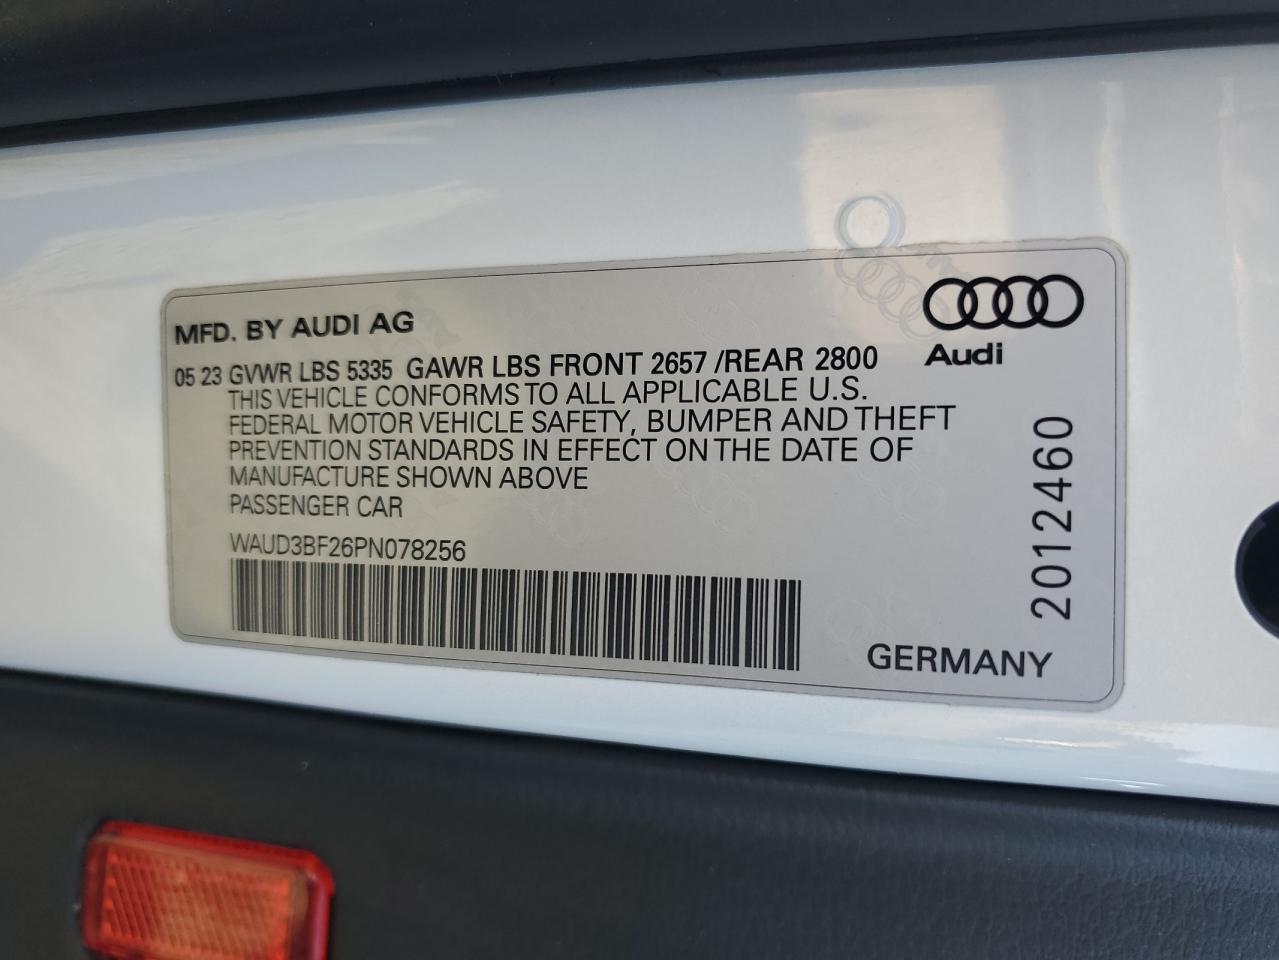 MFD. BY AUDI AG
Audi
05 23 GVWR LBS 5335 GAWR LBS FRONT 2657 /REAR 2800
THIS VEHICLE CONFORMS TO ALL APPLICABLE U.S.
FEDERAL MOTOR VEHICLE SAFETY, BUMPER AND THEFT
PREVENTION STANDARDS IN EFFECT ON THE DATE OF
MANUFACTURE SHOWN ABOVE
PASSENGER CAR
WAUD3BF26PN078256
2012460
GERMANY